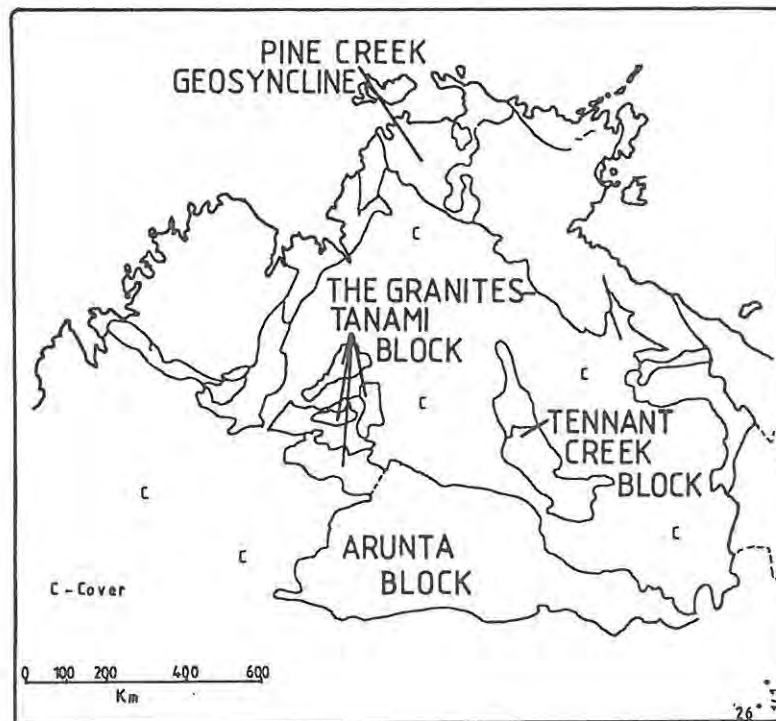 PINE CREEK
GEOSYNCLINE
C
THE GRANITES-
TANAMI
BLOCK
C
C
TENNANT
CREEK
BLOCK
C
C
C
ARUNTA
BLOCK
C-Cover
0 100 200 400 600
Km
26°